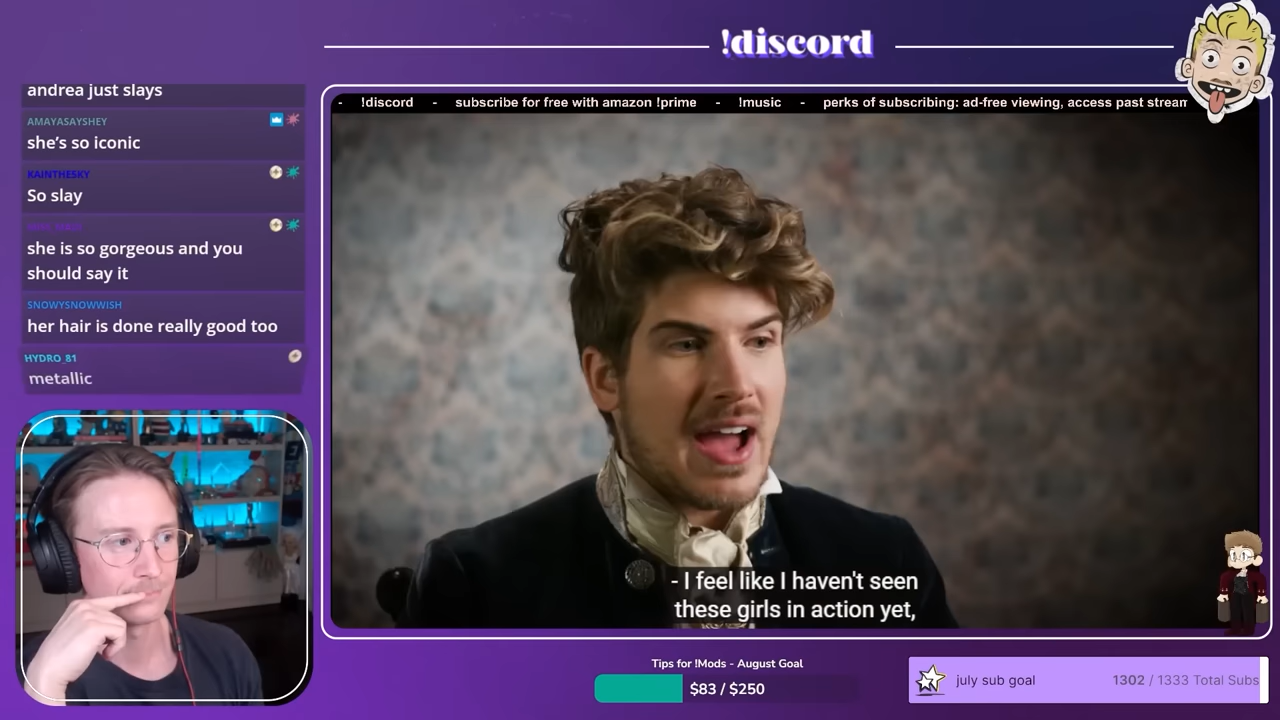 !discord
- !discord - subscribe for free with amazon !prime - !music - perks of subscribing: ad-free viewing, access past stream
andrea just slays
AMAYASAYSHEY
she's so iconic
KAINTHESKY
So slay
she is so gorgeous and you
should say it
SNOWYSNOWWISH
her hair is done really good too
HYDRO_81
metallic
- I feel like I haven't seen
these girls in action yet,
Tips for !Mods - August Goal
$83 / $250
july sub goal
1302 / 1333 Total Subs